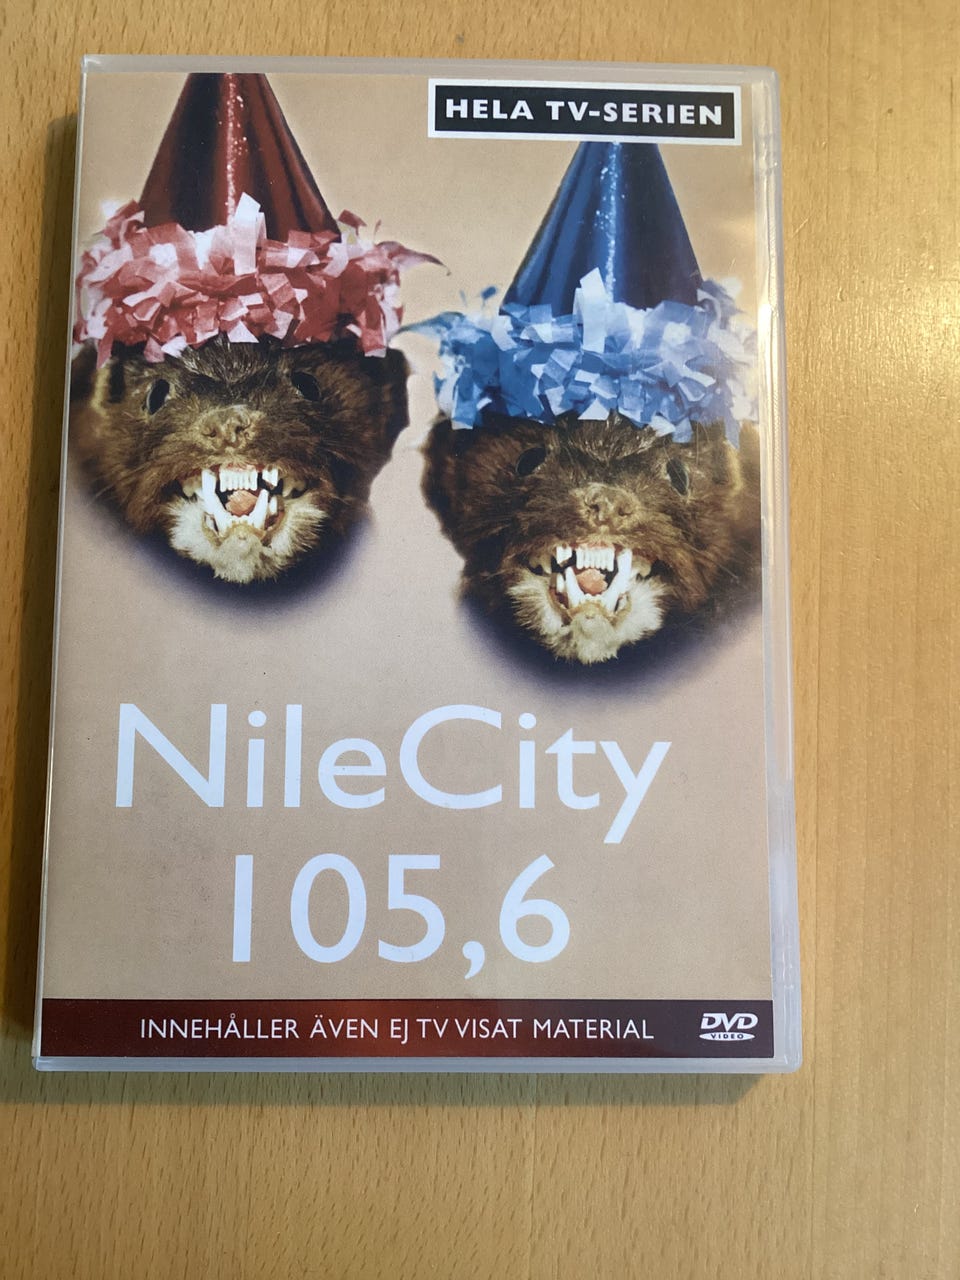 HELA TV-SERIEN
NileCity
105,6
INNEHÅLLER ÄVEN EJ TV VISAT MATERIAL
DVD
VIDEO